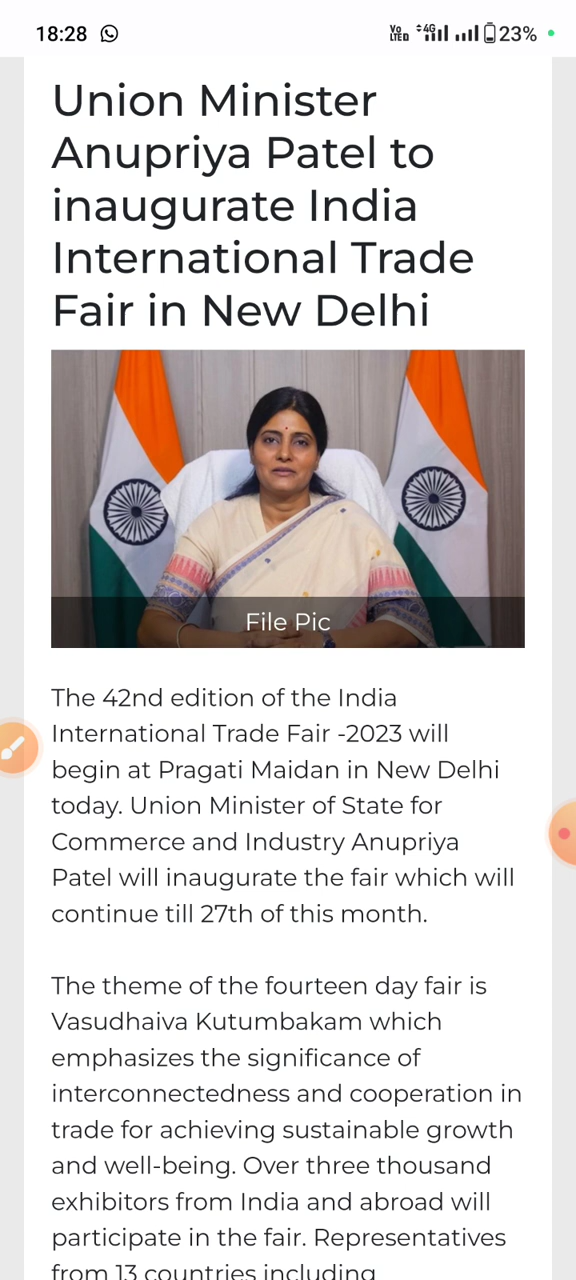 18:28
Vo LTED 4G 23%
Union Minister
Anupriya Patel to
inaugurate India
International Trade
Fair in New Delhi
File Pic
The 42nd edition of the India
International Trade Fair -2023 will
begin at Pragati Maidan in New Delhi
today. Union Minister of State for
Commerce and Industry Anupriya
Patel will inaugurate the fair which will
continue till 27th of this month.
The theme of the fourteen day fair is
Vasudhaiva Kutumbakam which
emphasizes the significance of
interconnectedness and cooperation in
trade for achieving sustainable growth
and well-being. Over three thousand
exhibitors from India and abroad will
participate in the fair. Representatives
from 13 countries including